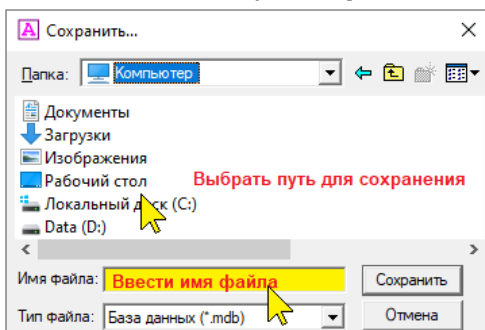 A Сохранить...
Папка: Компьютер
Документы
Загрузки
Изображения
Рабочий стол Выбрать путь для сохранения
Локальный диск (C:)
Data (D:)
Имя файла: Ввести имя файла Сохранить
Тип файла: База данных (*.mdb) Отмена